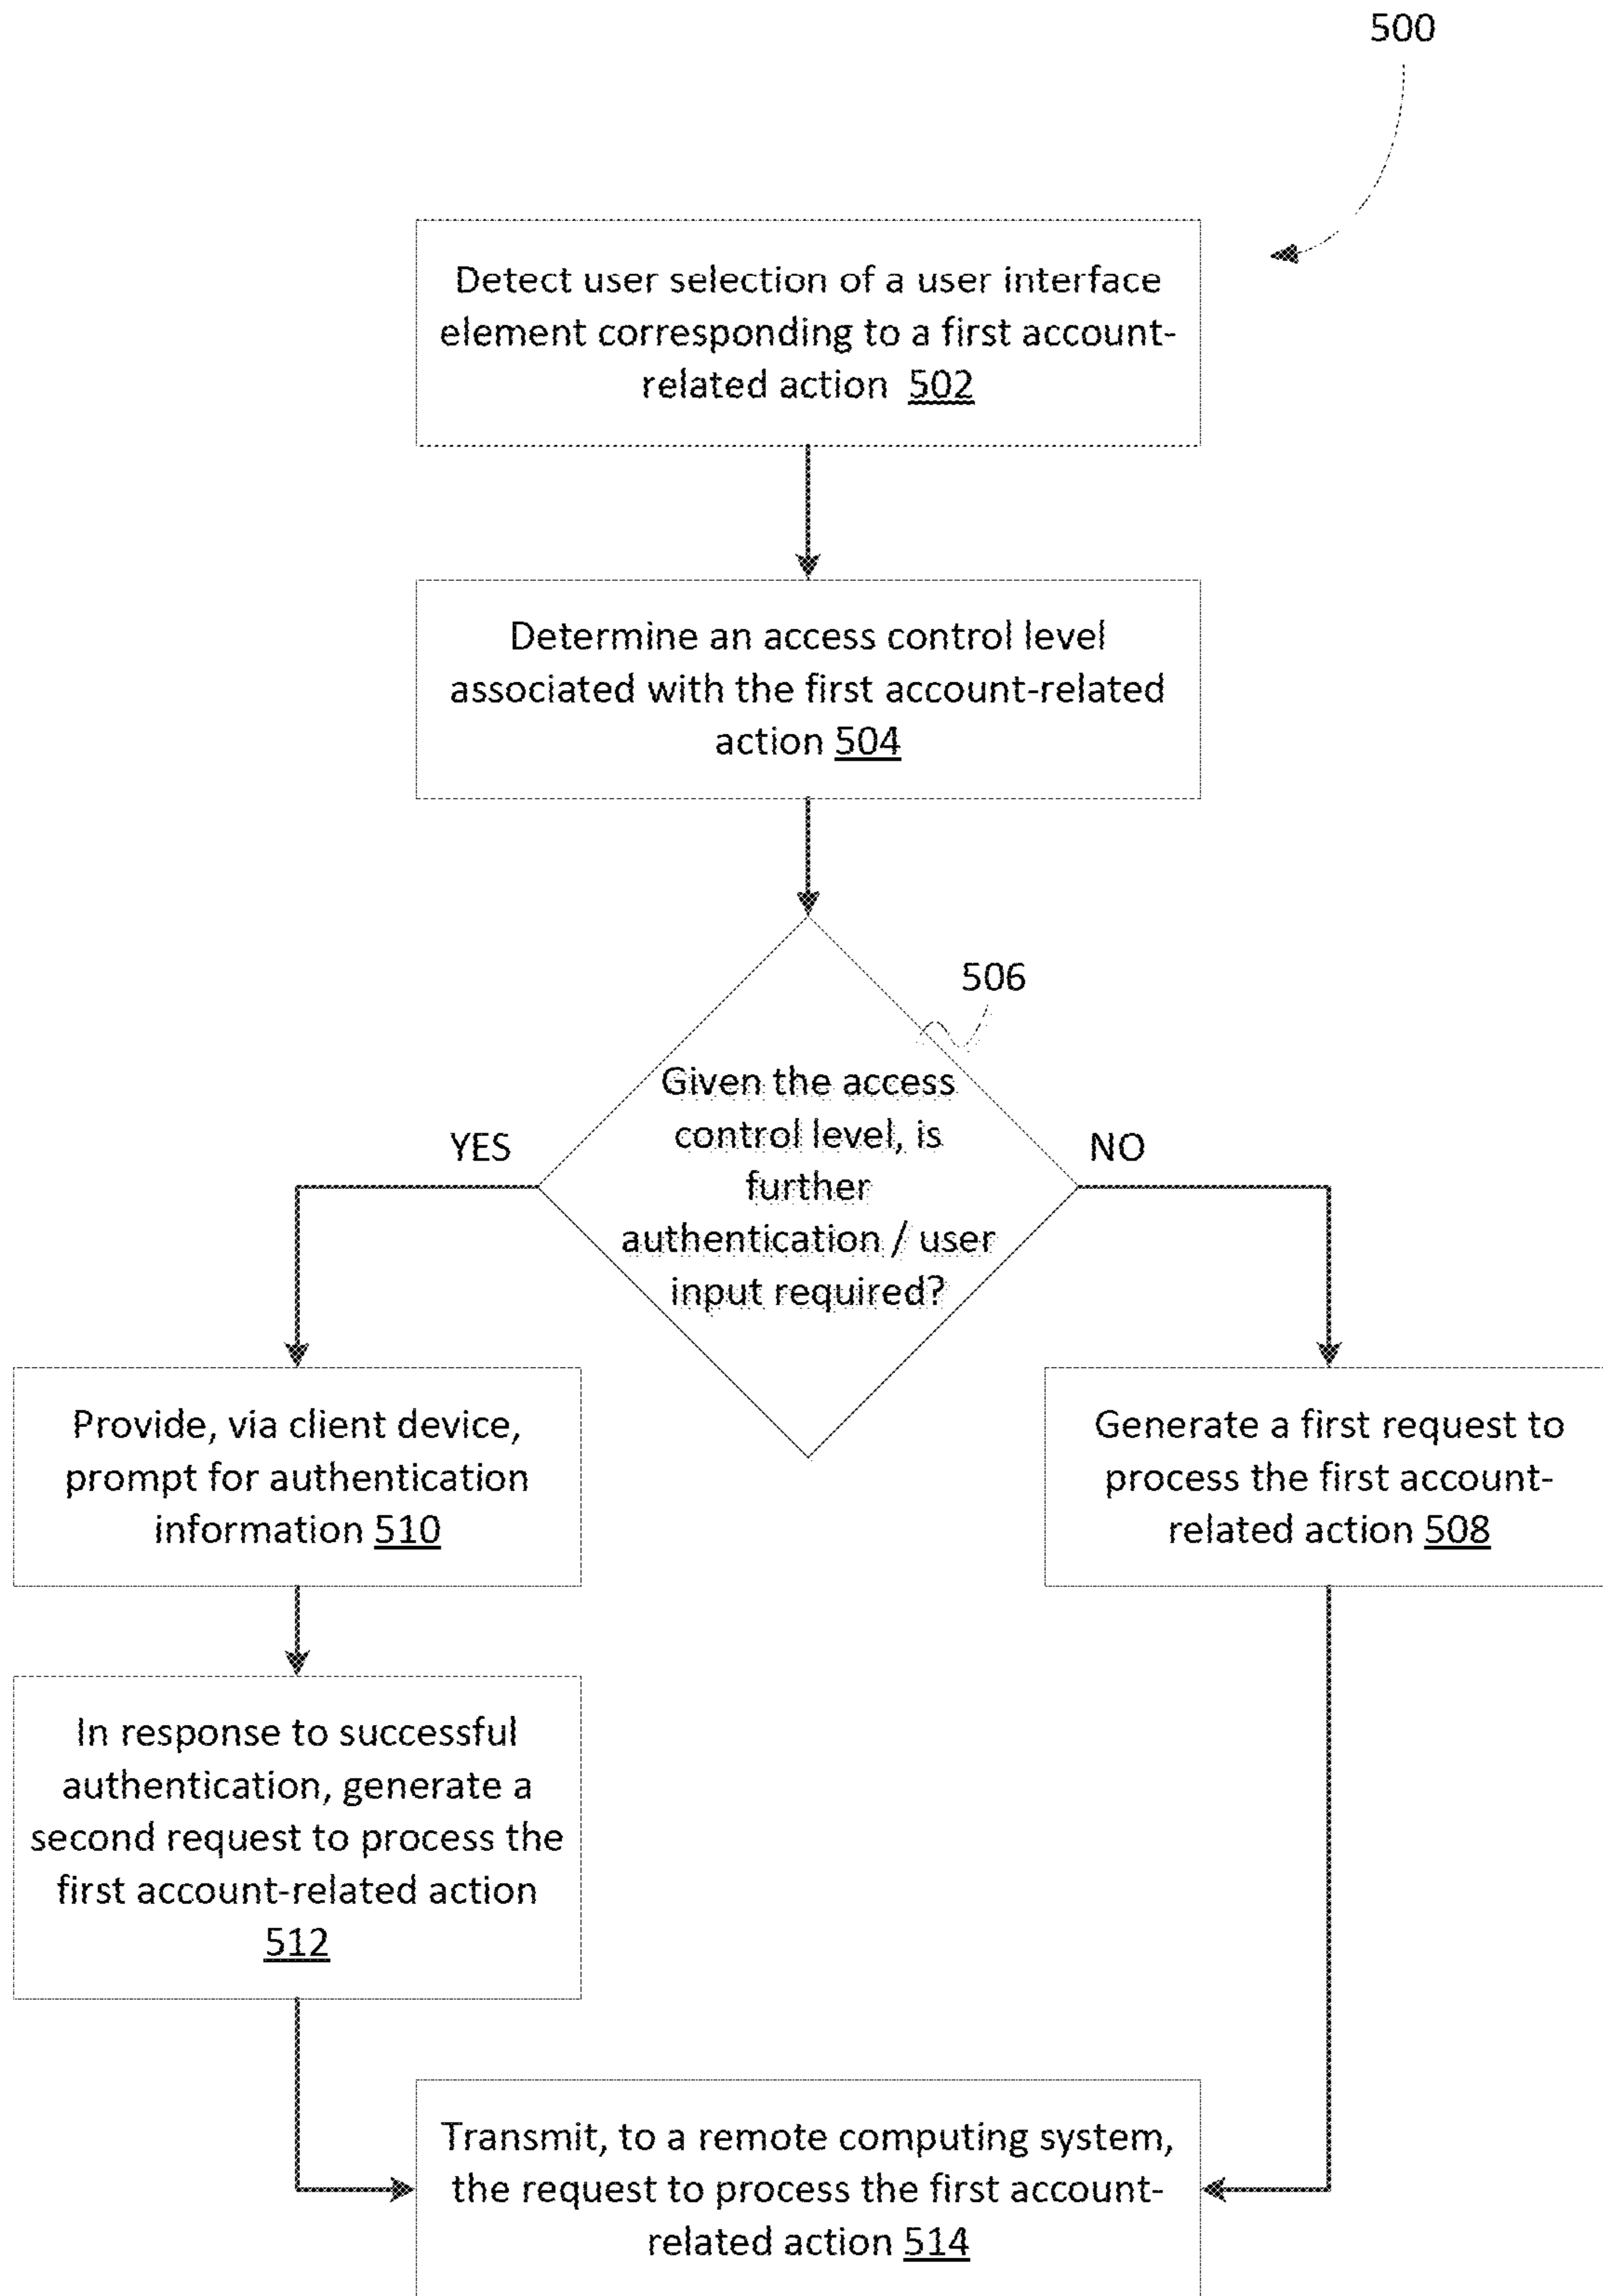 500
Detect user selection of a user interface
element corresponding to a first account-
related action 502
Determine an access control level
associated with the first account-related
action 504
506
Given the access
control level, is
further
authentication / user
input required?
YES
NO
Provide, via client device,
prompt for authentication
information 510
Generate a first request to
process the first account-
related action 508
In response to successful
authentication, generate a
second request to process the
first account-related action
512
Transmit, to a remote computing system,
the request to process the first account-
related action 514